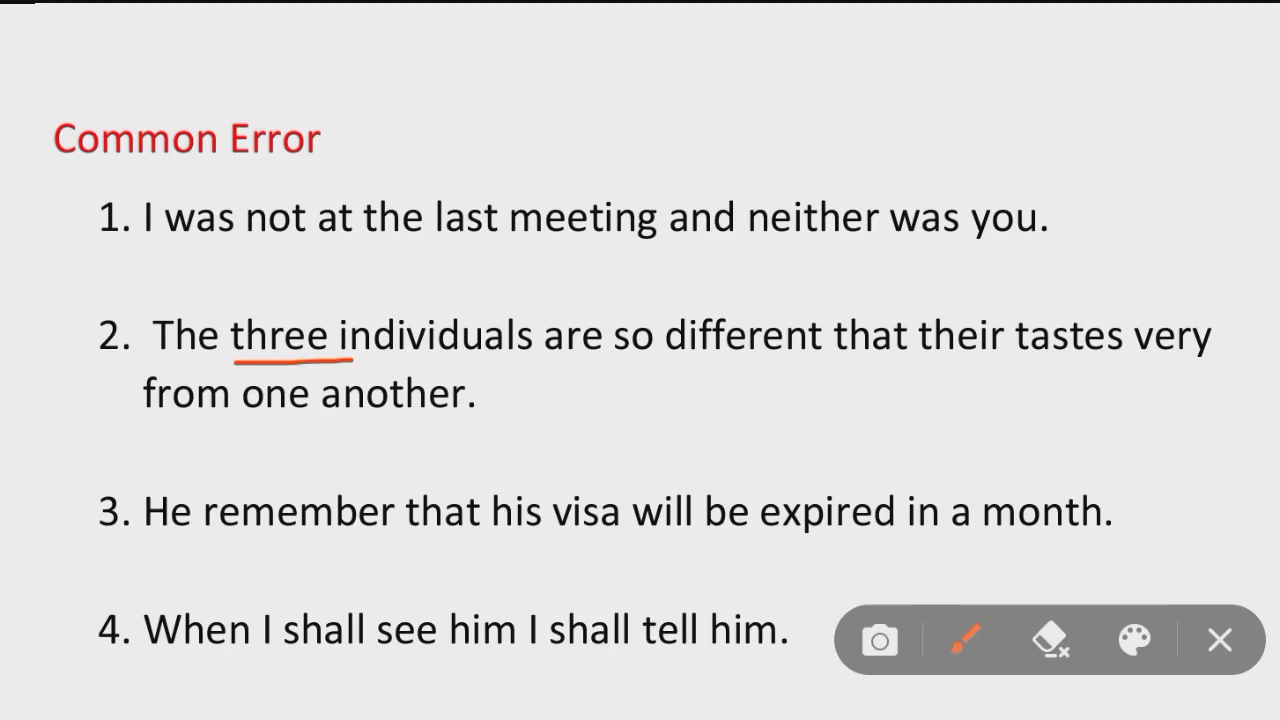 Common Error
1. I was not at the last meeting and neither was you.
2. The three individuals are so different that their tastes very
from one another.
3. He remember that his visa will be expired in a month.
4. When I shall see him I shall tell him.